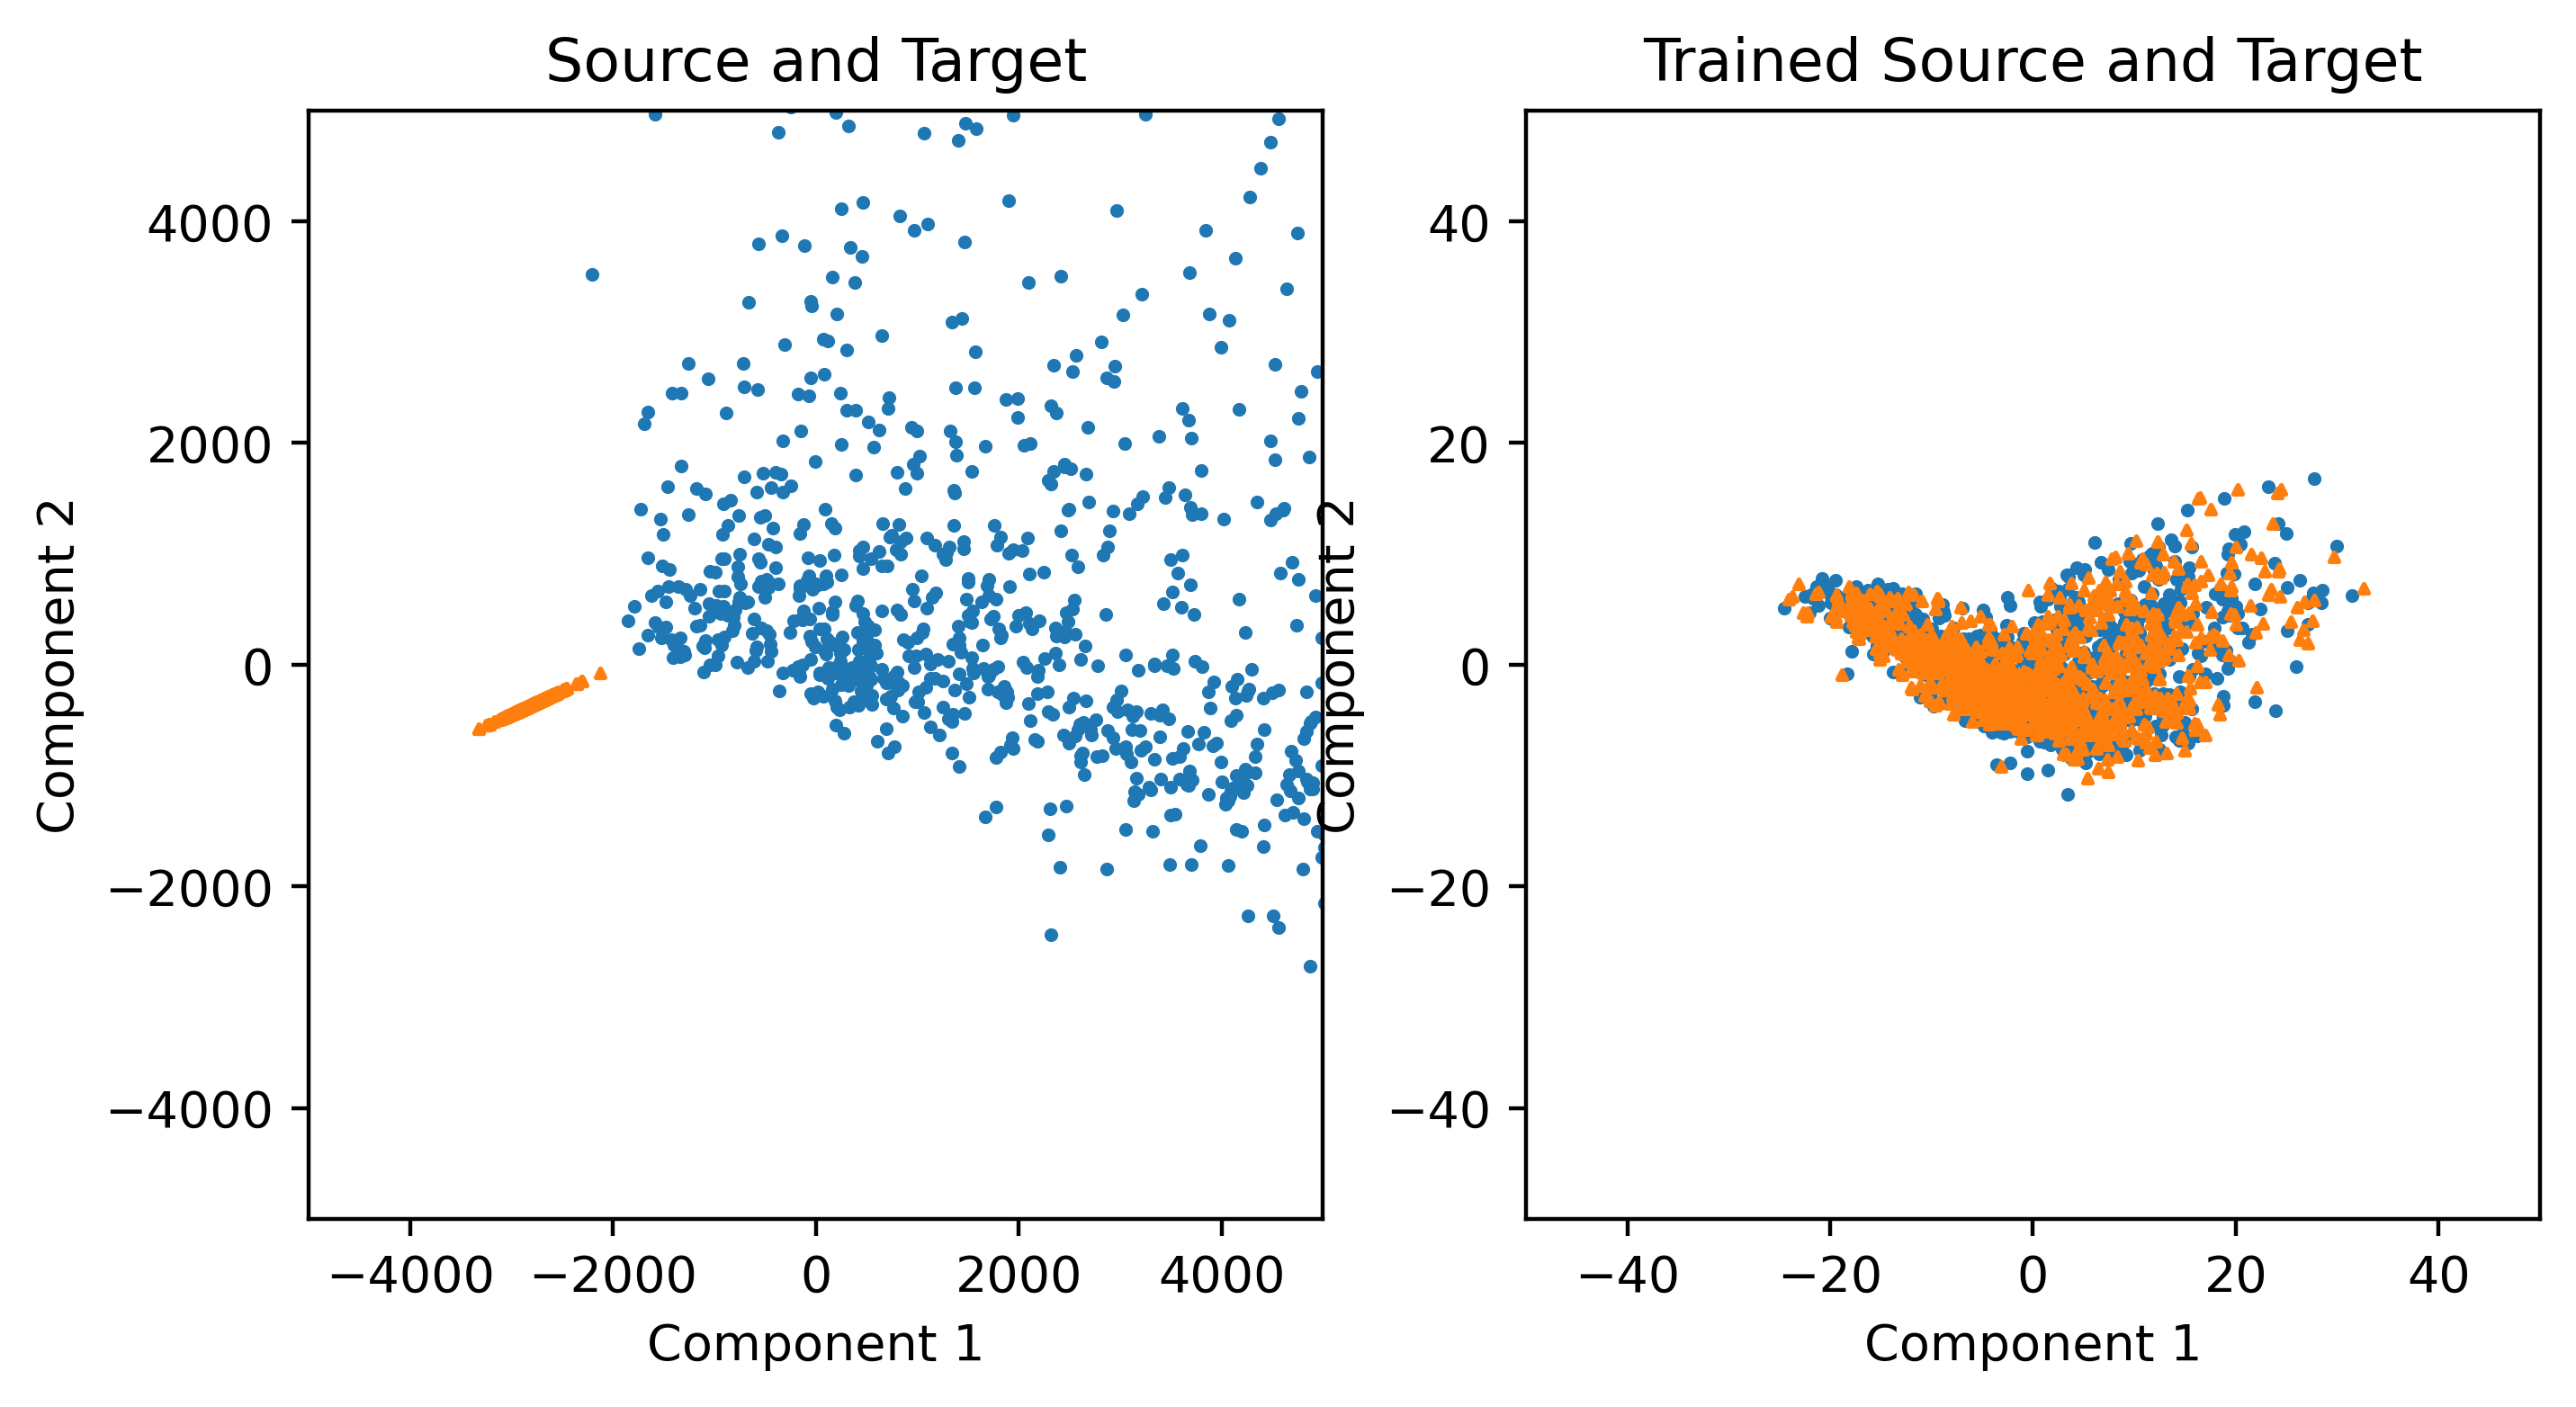 Source and Target
Trained Source and Target
Component 2
4000
2000
0
−2000
−4000
−4000 −2000 0 2000 4000
Component 1
Component 2
40
20
0
−20
−40
−40 −20 0 20 40
Component 1